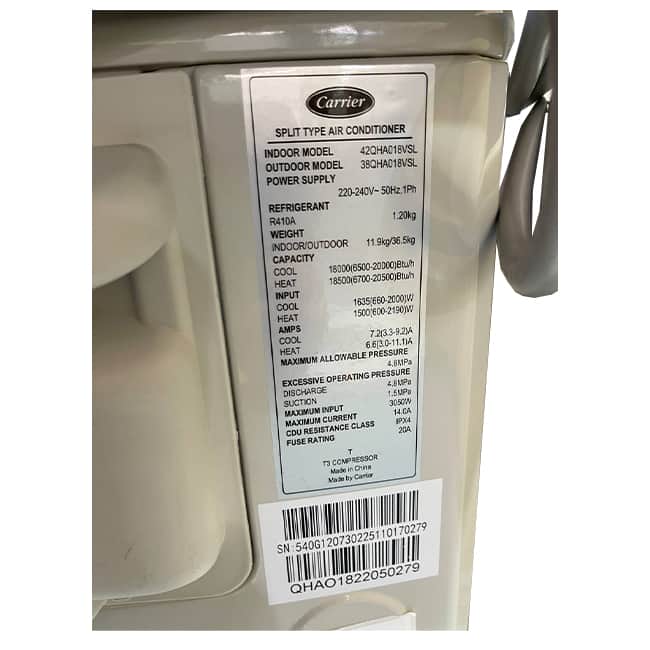 Carrier
SPLIT TYPE AIR CONDITIONER
INDOOR MODEL 42QHA018VSL
OUTDOOR MODEL 38QHA018VSL
POWER SUPPLY
220-240V~ 50Hz,1Ph
REFRIGERANT
R410A 1.20kg
WEIGHT
INDOOR/OUTDOOR 11.9kg/36.5kg
CAPACITY
COOL 18000(6500-20000)Btu/h
HEAT 18500(6700-20500)Btu/h
INPUT
COOL 1635(660-2000)W
HEAT 1500(600-2190)W
AMPS
COOL 7.2(3.3-9.2)A
HEAT 6.6(3.0-11.1)A
MAXIMUM ALLOWABLE PRESSURE
4.8MPa
EXCESSIVE OPERATING PRESSURE
DISCHARGE 4.8MPa
SUCTION 1.5MPa
MAXIMUM INPUT 3050W
MAXIMUM CURRENT 14.0A
CDU RESISTANCE CLASS IPX4
FUSE RATING 20A
T
T3 COMPRESSOR
Made in China
Made by Carrier
SN:540G120730225110170279
QHAO1822050279